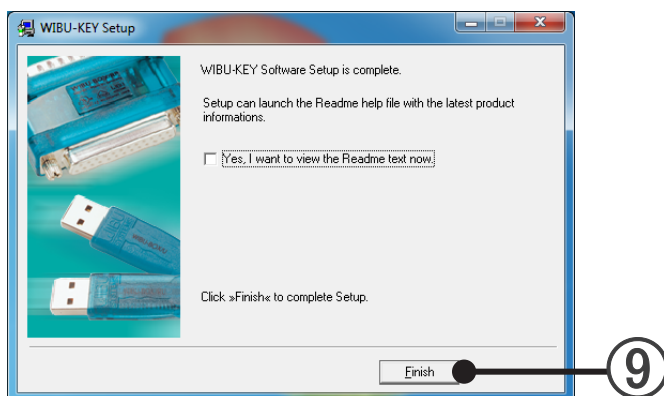 WIBU-KEY Setup
WIBU-KEY Software Setup is complete.
Setup can launch the Readme help file with the latest product
informations.
Yes, I want to view the Readme text now.
Click »Finish« to complete Setup.
Finish
9